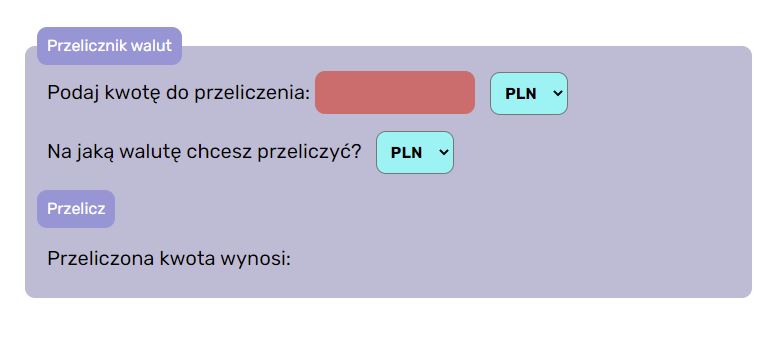 Przelicznik walut
Podaj kwotę do przeliczenia: PLN
Na jaką walutę chcesz przeliczyć? PLN
Przelicz
Przeliczona kwota wynosi: